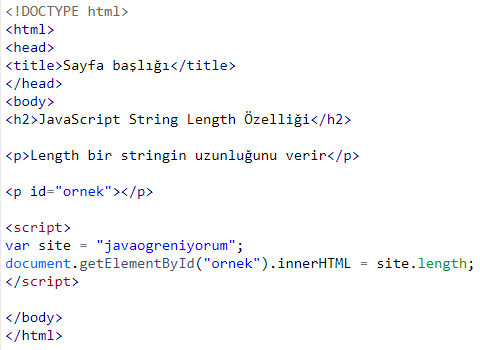 <!DOCTYPE html>
<html>
<head>
<title>Sayfa başlığı</title>
</head>
<body>
<h2>JavaScript String Length Özelliği</h2>
<p>Length bir stringin uzunluğunu verir</p>
<p id="ornek"></p>
<script>
var site = "javaogreniyorum";
document.getElementById("ornek").innerHTML = site.length;
</script>
</body>
</html>